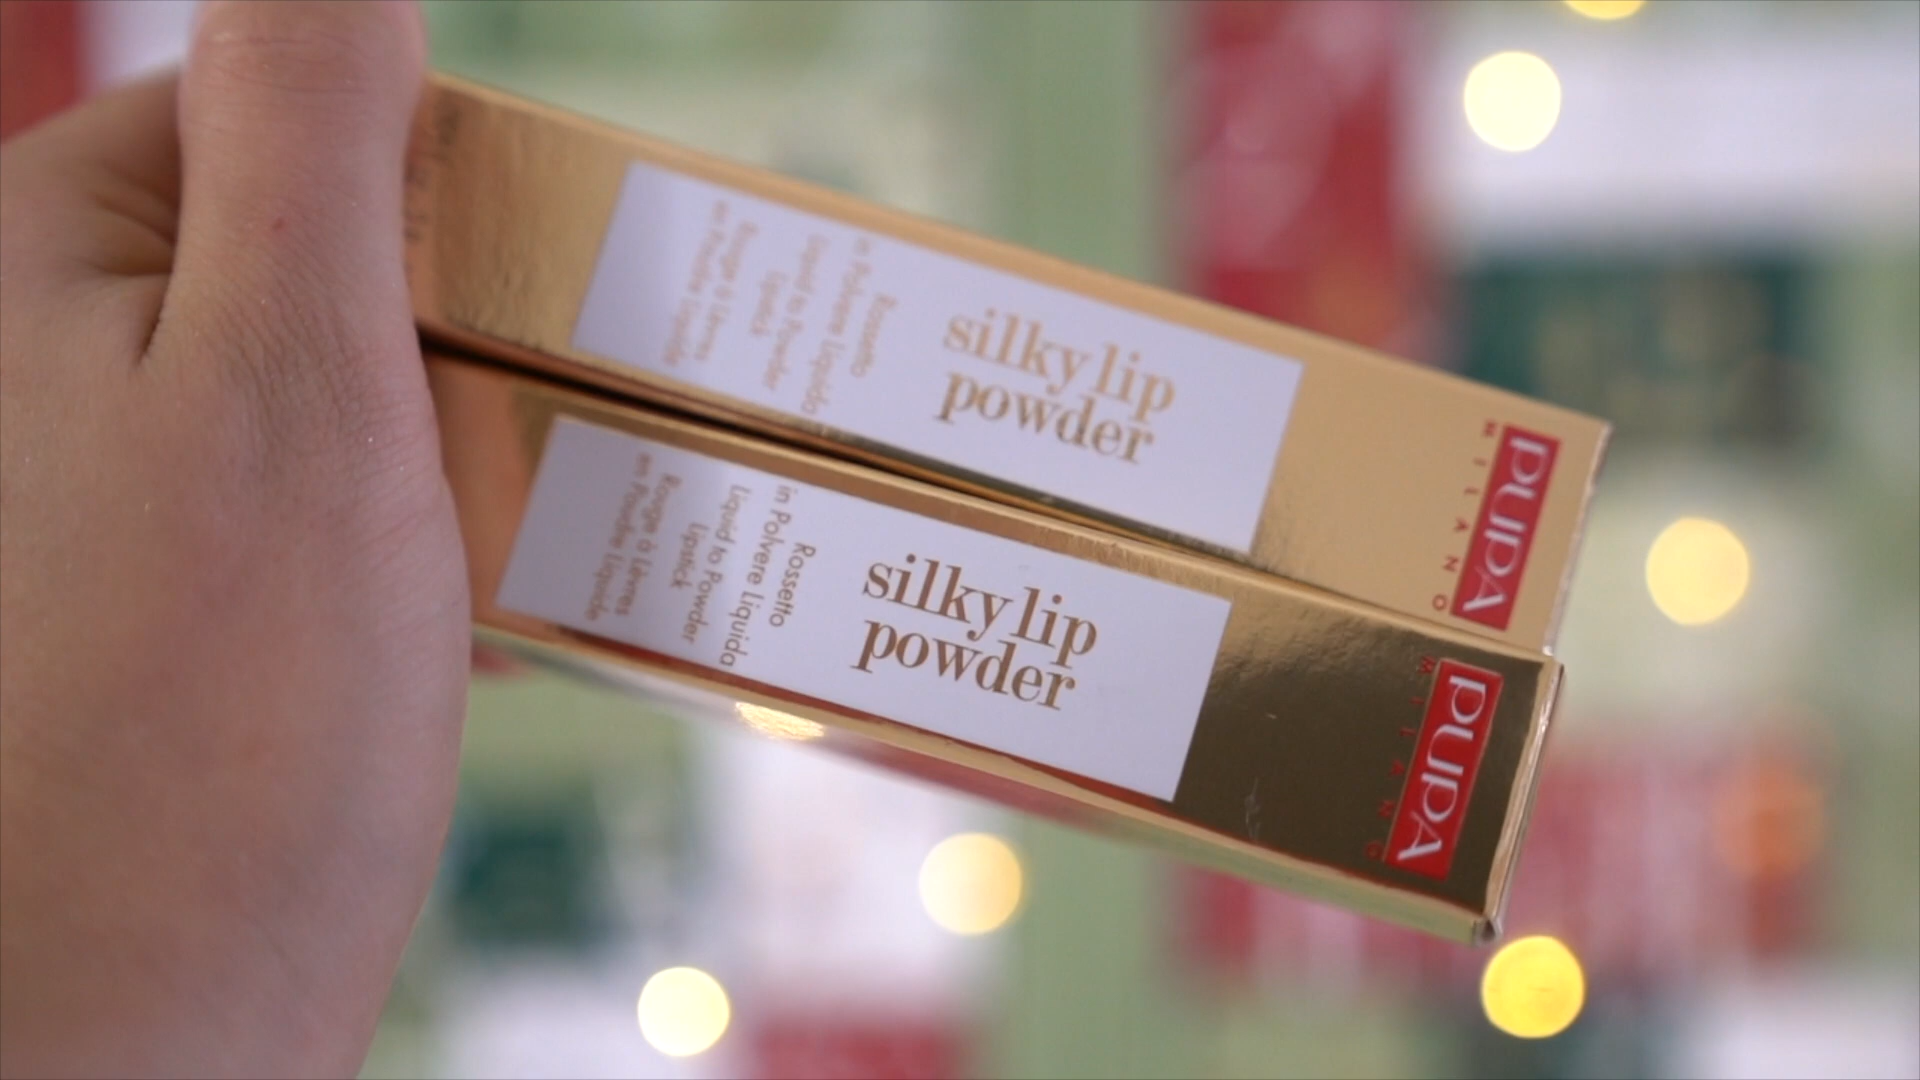 silky lip
powder
Rossetto
in Polvere Liquida
Liquid to Powder
Lipstick
Rouge à Lèvres
en Poudre Liquide
PUPA
MILANO
silky lip
powder
Rossetto
in Polvere Liquida
Liquid to Powder
Lipstick
Rouge à Lèvres
en Poudre Liquide
PUPA
MILANO